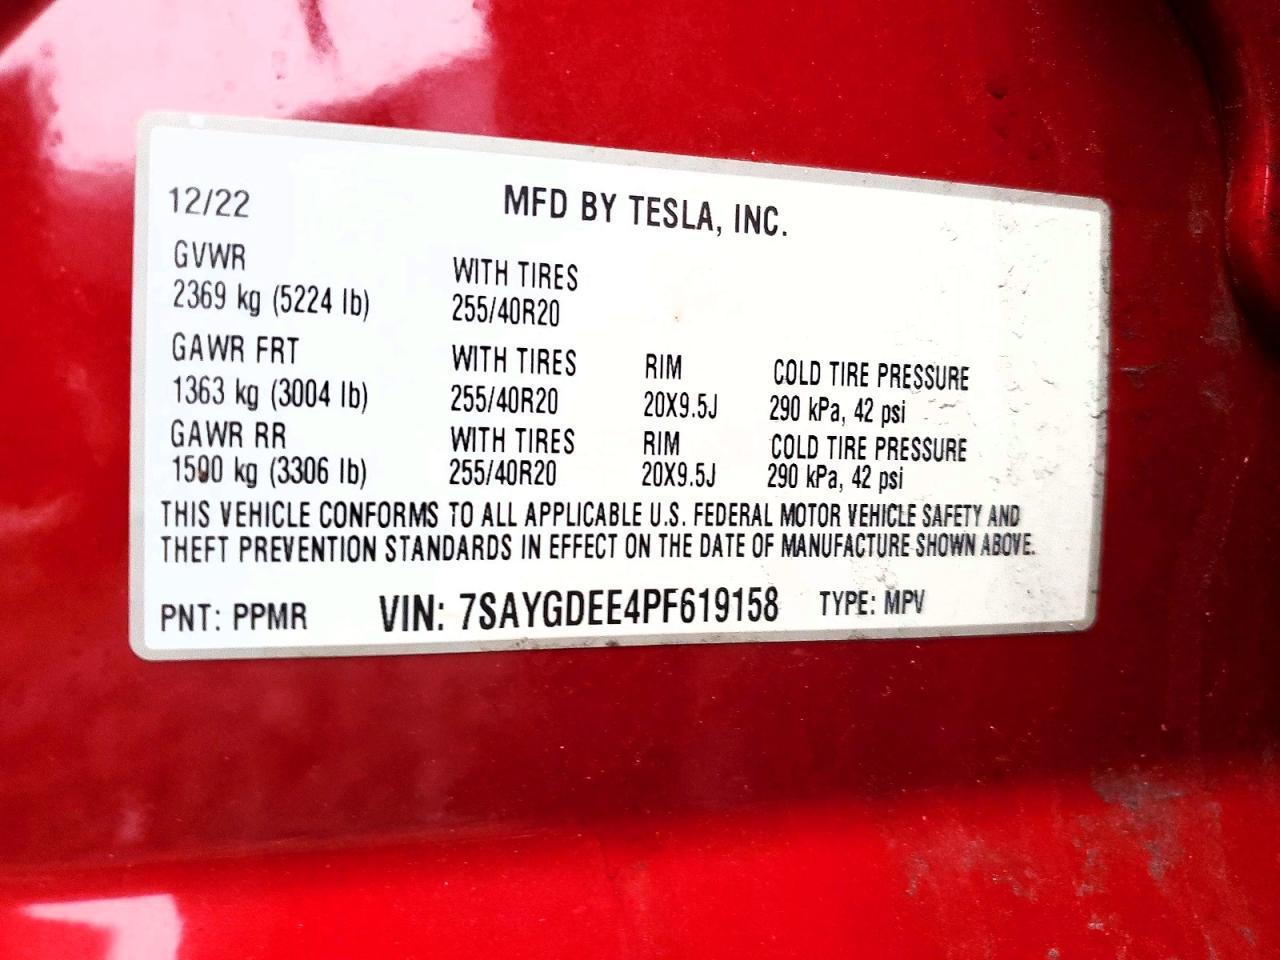 12/22 MFD BY TESLA, INC.
GVWR WITH TIRES
2369 kg (5224 lb) 255/40R20
GAWR FRT WITH TIRES RIM COLD TIRE PRESSURE
1363 kg (3004 lb) 255/40R20 20X9.5J 290 kPa, 42 psi
GAWR RR WITH TIRES RIM COLD TIRE PRESSURE
1500 kg (3306 lb) 255/40R20 20X9.5J 290 kPa, 42 psi
THIS VEHICLE CONFORMS TO ALL APPLICABLE U.S. FEDERAL MOTOR VEHICLE SAFETY AND
THEFT PREVENTION STANDARDS IN EFFECT ON THE DATE OF MANUFACTURE SHOWN ABOVE.
PNT: PPMR VIN: 7SAYGDEE4PF619158 TYPE: MPV